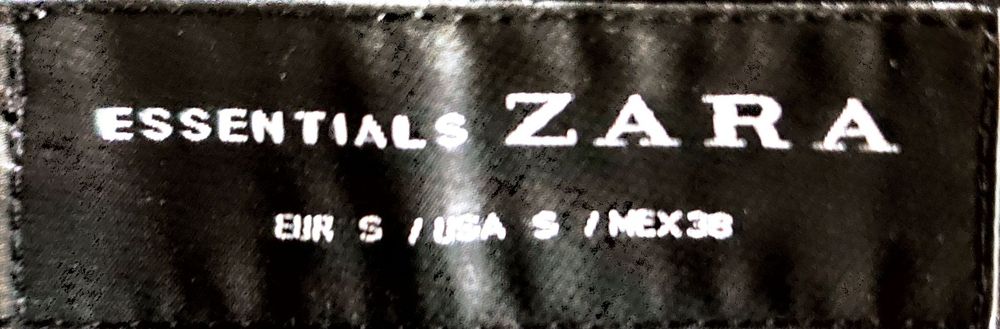 ESSENTIALS ZARA
EUR S / USA S / MEX 38